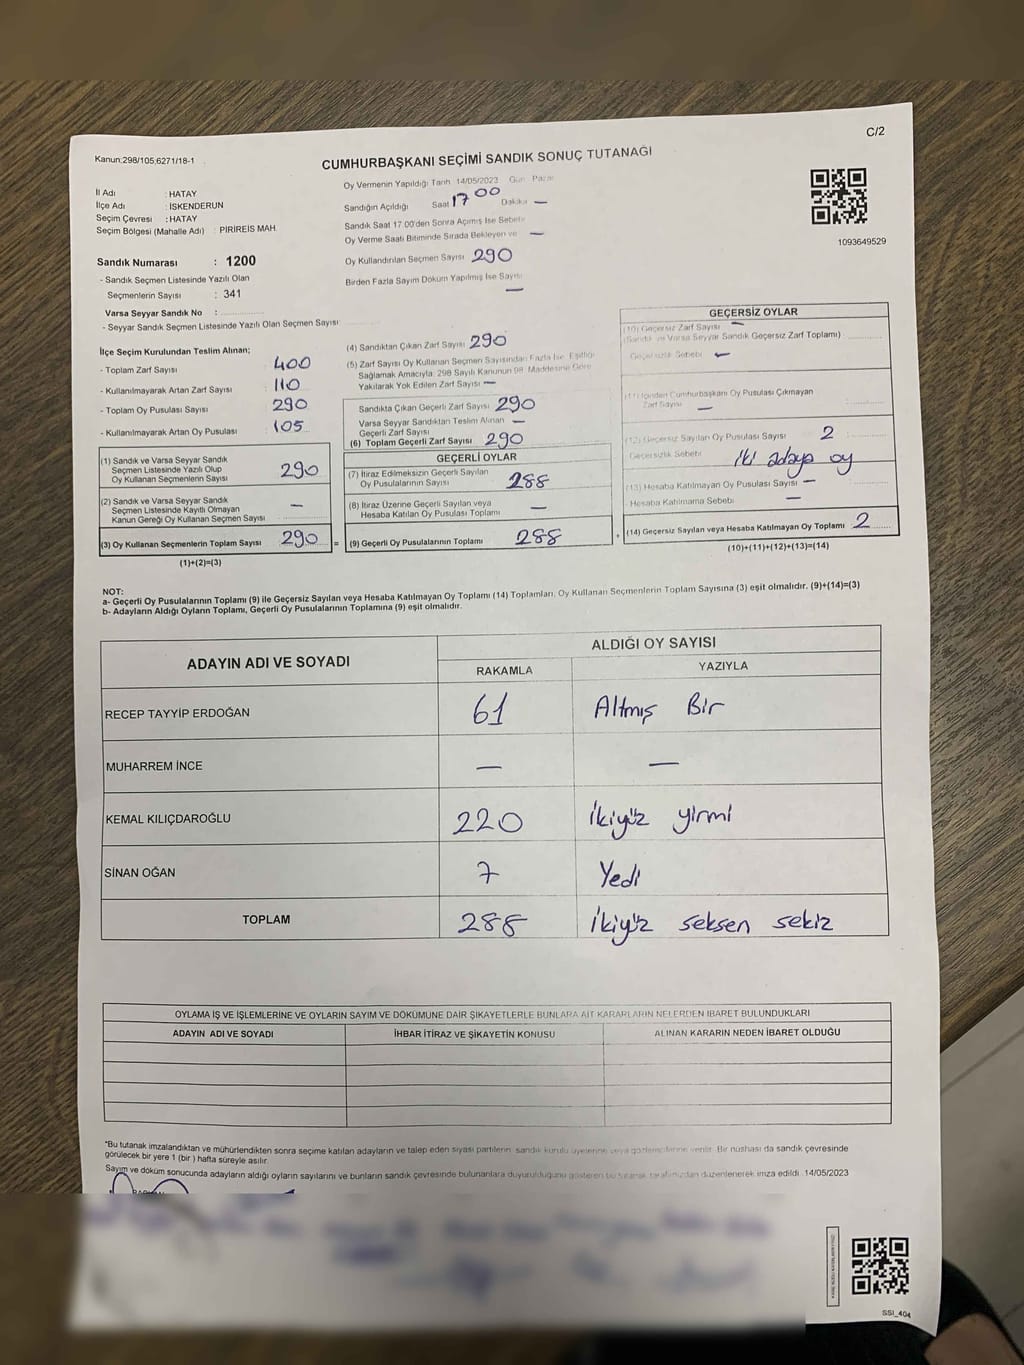 C/2
Kanun:298/105;6271/18-1
CUMHURBAŞKANI SEÇİMİ SANDIK SONUÇ TUTANAĞI
İl Adı : HATAY
İlçe Adı : İSKENDERUN
Seçim Çevresi : HATAY
Seçim Bölgesi (Mahalle Adı) : PİRİREİS MAH.
Sandık Numarası : 1200
- Sandık Seçmen Listesinde Yazılı Olan
Seçmenlerin Sayısı : 341
Varsa Seyyar Sandık No :
- Seyyar Sandık Seçmen Listesinde Yazılı Olan Seçmen Sayısı
Oy Vermenin Yapıldığı Tarih 14/05/2023 Gün Pazar
Sandığın Açıldığı Saat 17 00 Dakika —
Sandık Saat 17.00'den Sonra Açılmış İse Sebebi
Oy Verme Saati Bitiminde Sırada Bekleyen ve —
Oy Kullandırılan Seçmen Sayısı 290
Birden Fazla Sayım Döküm Yapılmış İse Sayısı
—
1093649529
İlçe Seçim Kurulundan Teslim Alınan;
- Toplam Zarf Sayısı 400
- Kullanılmayarak Artan Zarf Sayısı 110
- Toplam Oy Pusulası Sayısı 290
- Kullanılmayarak Artan Oy Pusulası 105
(1) Sandık ve Varsa Seyyar Sandık
Seçmen Listesinde Yazılı Olup
Oy Kullanan Seçmenlerin Sayısı 290
(2) Sandık ve Varsa Seyyar Sandık
Seçmen Listesinde Kayıtlı Olmayan
Kanun Gereği Oy Kullanan Seçmen Sayısı —
(3) Oy Kullanan Seçmenlerin Toplam Sayısı 290 =
(1)+(2)=(3)
(4) Sandıktan Çıkan Zarf Sayısı 290
(5) Zarf Sayısı Oy Kullanan Seçmen Sayısından Fazla İse, Eşitliği
Sağlamak Amacıyla, 298 Sayılı Kanunun 98. Maddesine Göre
Yakılarak Yok Edilen Zarf Sayısı —
Sandıkta Çıkan Geçerli Zarf Sayısı 290
Varsa Seyyar Sandıktan Teslim Alınan —
Geçerli Zarf Sayısı
(6) Toplam Geçerli Zarf Sayısı 290
GEÇERLİ OYLAR
(7) İtiraz Edilmeksizin Geçerli Sayılan
Oy Pusulalarının Sayısı 288
(8) İtiraz Üzerine Geçerli Sayılan veya
Hesaba Katılan Oy Pusulası Toplamı —
(9) Geçerli Oy Pusulalarının Toplamı 288 +
GEÇERSİZ OYLAR
(10) Geçersiz Zarf Sayısı —
(Sandık ve Varsa Seyyar Sandık Geçersiz Zarf Toplamı)
Geçersizlik Sebebi —
(11) İçinden Cumhurbaşkanı Oy Pusulası Çıkmayan
Zarf Sayısı —
(12) Geçersiz Sayılan Oy Pusulası Sayısı 2
Geçersizlik Sebebi iki adaya oy
(13) Hesaba Katılmayan Oy Pusulası Sayısı —
Hesaba Katılmama Sebebi —
(14) Geçersiz Sayılan veya Hesaba Katılmayan Oy Toplamı 2
(10)+(11)+(12)+(13)=(14)
NOT:
a- Geçerli Oy Pusulalarının Toplamı (9) ile Geçersiz Sayılan veya Hesaba Katılmayan Oy Toplamı (14) Toplamları, Oy Kullanan Seçmenlerin Toplam Sayısına (3) eşit olmalıdır. (9)+(14)=(3)
b- Adayların Aldığı Oyların Toplamı, Geçerli Oy Pusulalarının Toplamına (9) eşit olmalıdır.
ADAYIN ADI VE SOYADI ALDIĞI OY SAYISI
RAKAMLA YAZIYLA
RECEP TAYYİP ERDOĞAN 61 Altmış Bir
MUHARREM İNCE — —
KEMAL KILIÇDAROĞLU 220 ikiyüz yirmi
SİNAN OĞAN 7 Yedi
TOPLAM 288 ikiyüz seksen sekiz
OYLAMA İŞ VE İŞLEMLERİNE VE OYLARIN SAYIM VE DÖKÜMÜNE DAİR ŞİKAYETLERLE BUNLARA AİT KARARLARIN NELERDEN İBARET BULUNDUKLARI
ADAYIN ADI VE SOYADI İHBAR İTİRAZ VE ŞİKAYETİN KONUSU ALINAN KARARIN NEDEN İBARET OLDUĞU
*Bu tutanak imzalandıktan ve mühürlendikten sonra seçime katılan adayların ve talep eden siyasi partilerin sandık kurulu üyelerine veya gözlemcilerine verilir. Bir nushası da sandık çevresinde
görülecek bir yere 1 (bir ) hafta süreyle asılır.
Sayım ve döküm sonucunda adayların aldığı oyların sayılarını ve bunların sandık çevresinde bulunanlara duyurulduğunu gösteren bu tutanak tarafımızdan düzenlenerek imza edildi. 14/05/2023
SSI_404